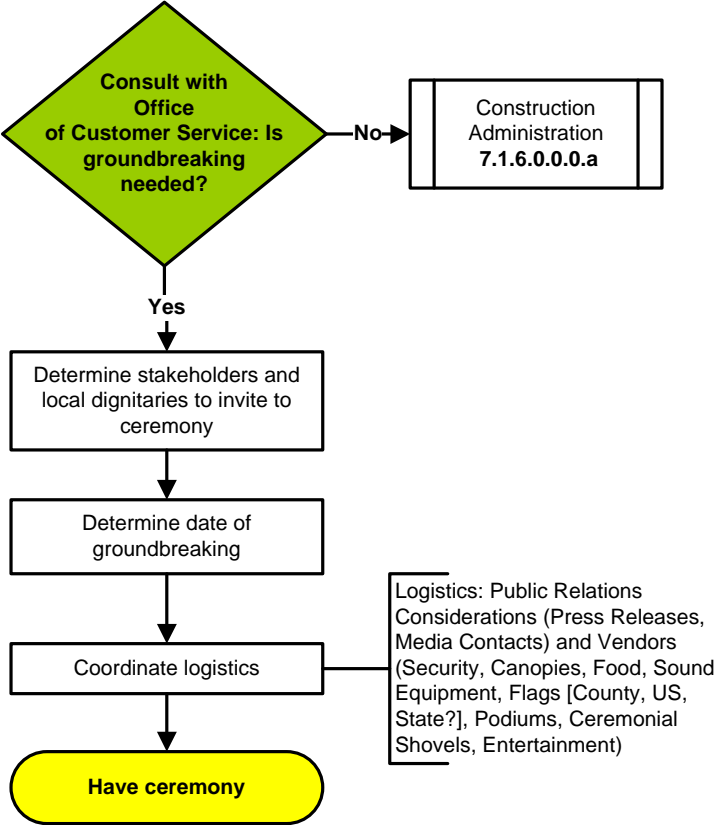 Consult with
Office
of Customer Service: Is
groundbreaking
needed?
No
Construction
Administration
7.1.6.0.0.0.a
Yes
Determine stakeholders and
local dignitaries to invite to
ceremony
Determine date of
groundbreaking
Coordinate logistics
Logistics: Public Relations
Considerations (Press Releases,
Media Contacts) and Vendors
(Security, Canopies, Food, Sound
Equipment, Flags [County, US,
State?], Podiums, Ceremonial
Shovels, Entertainment)
Have ceremony